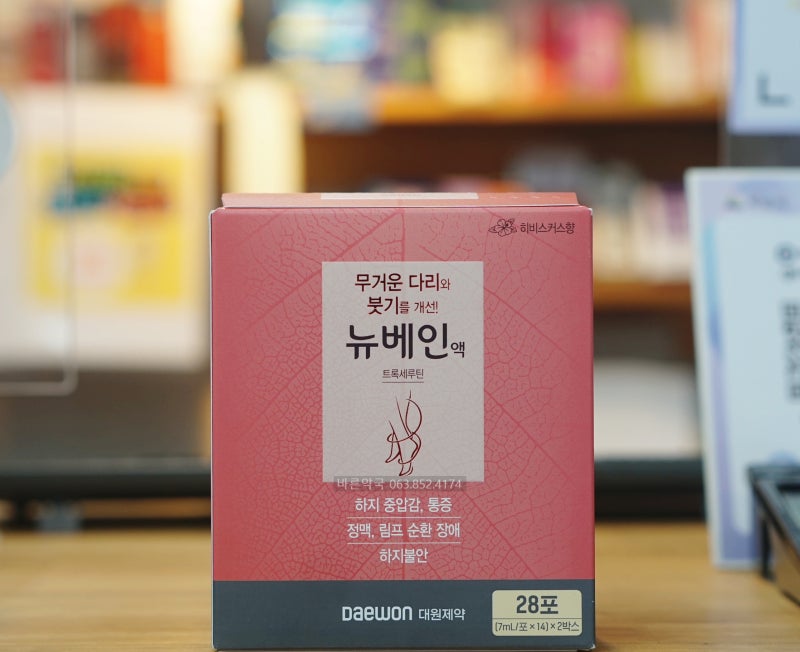 히비스커스향
무거운 다리와
붓기를 개선!
뉴베인액
트록세루틴
바른약국 063.852.4174
하지 중압감, 통증
정맥, 림프 순환 장애
하지불안
DAEWON 대원제약
28포
(7mL/포 × 14) × 2박스